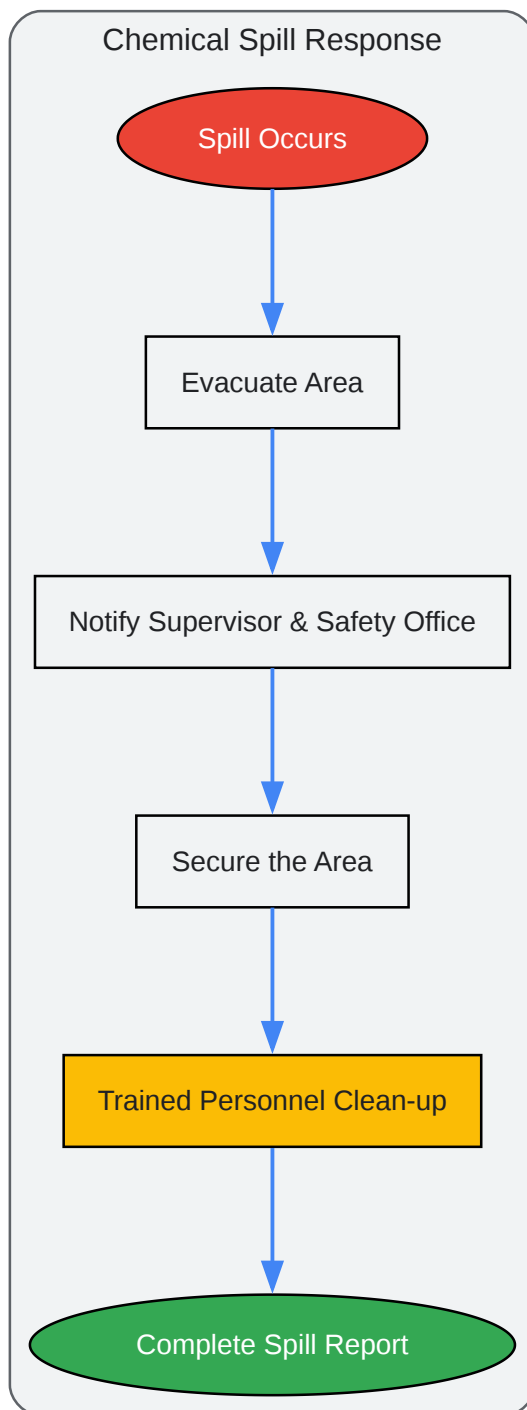 Chemical Spill Response
Spill Occurs
Evacuate Area
Notify Supervisor & Safety Office
Secure the Area
Trained Personnel Clean-up
Complete Spill Report